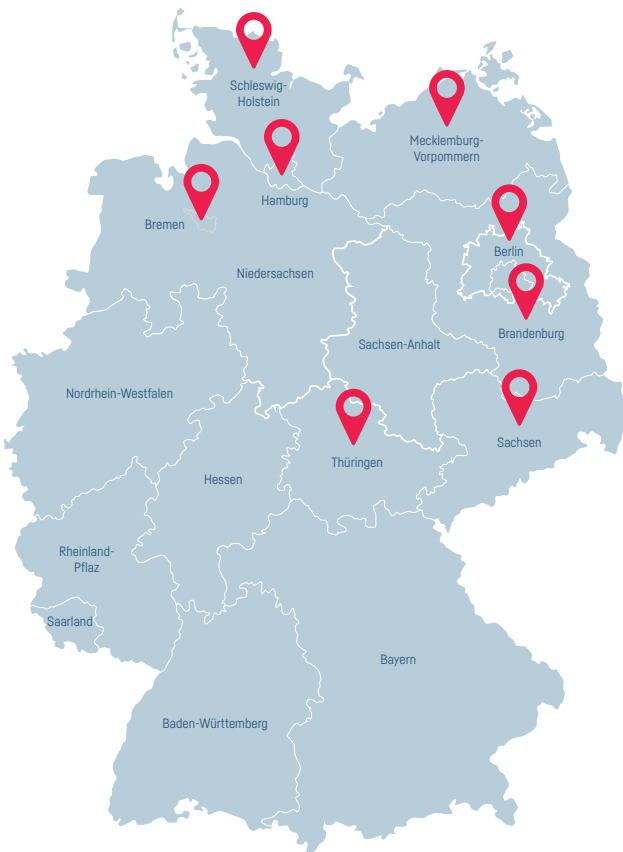 Schleswig-
Holstein
Mecklemburg-
Vorpommern
Hamburg
Bremen
Berlin
Niedersachsen
Brandenburg
Sachsen-Anhalt
Nordrhein-Westfalen
Sachsen
Thüringen
Hessen
Rheinland-
Pflaz
Saarland
Bayern
Baden-Württemberg